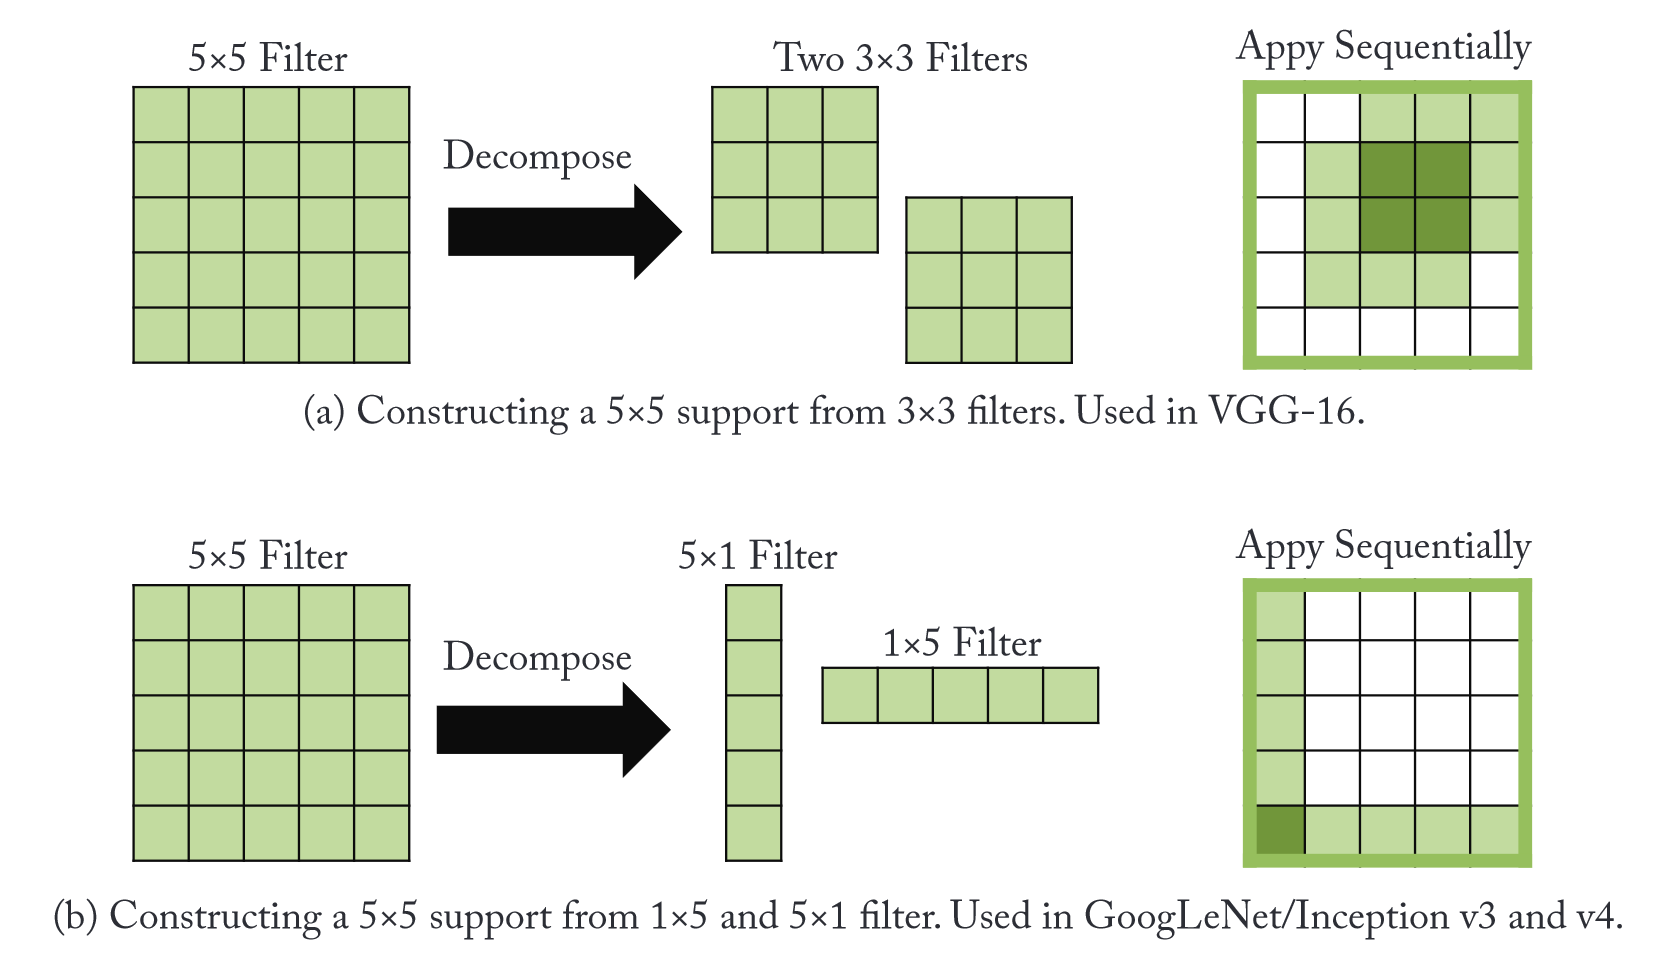 5×5 Filter
Two 3×3 Filters
Appy Sequentially
Decompose
(a) Constructing a 5×5 support from 3×3 filters. Used in VGG-16.
5×5 Filter
5×1 Filter
Appy Sequentially
Decompose
1×5 Filter
(b) Constructing a 5×5 support from 1×5 and 5×1 filter. Used in GoogLeNet/Inception v3 and v4.